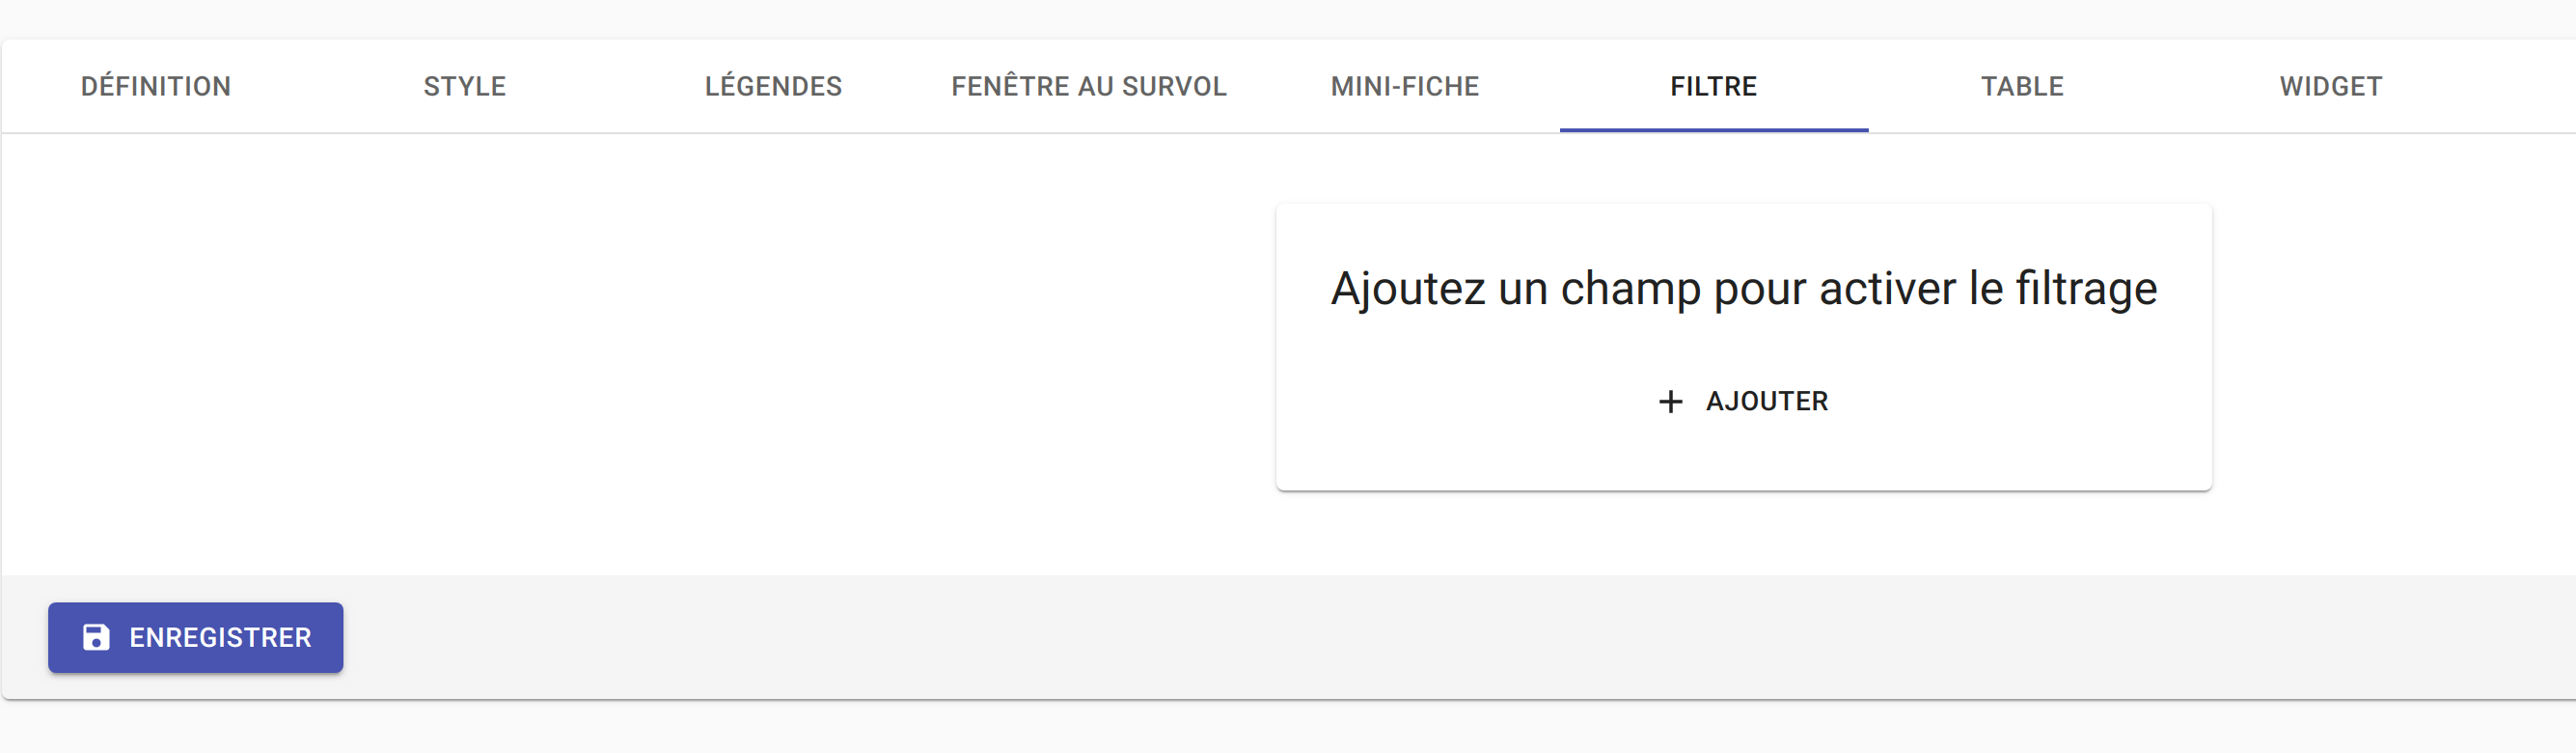 DÉFINITION STYLE LÉGENDES FENÊTRE AU SURVOL MINI-FICHE FILTRE TABLE WIDGET
Ajoutez un champ pour activer le filtrage
AJOUTER
ENREGISTRER